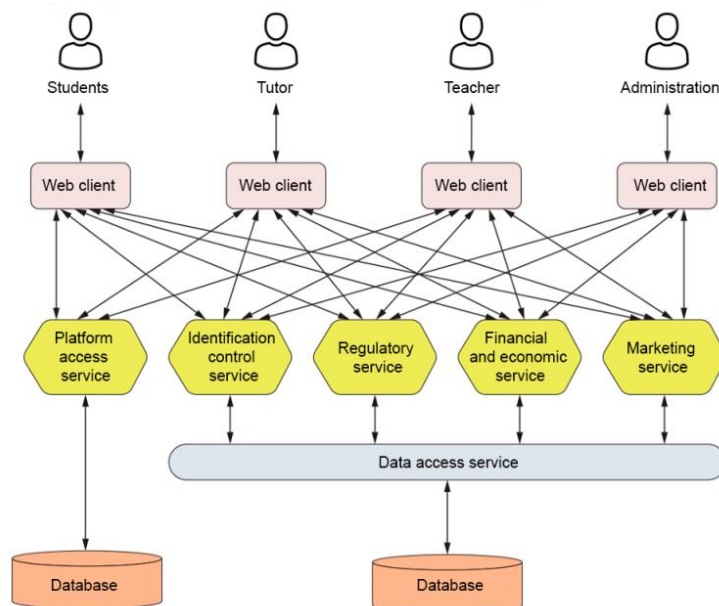 Students
Tutor
Teacher
Administration
Web client
Web client
Web client
Web client
Platform
access
service
Identification
control
service
Regulatory
service
Financial
and economic
service
Marketing
service
Data access service
Database
Database